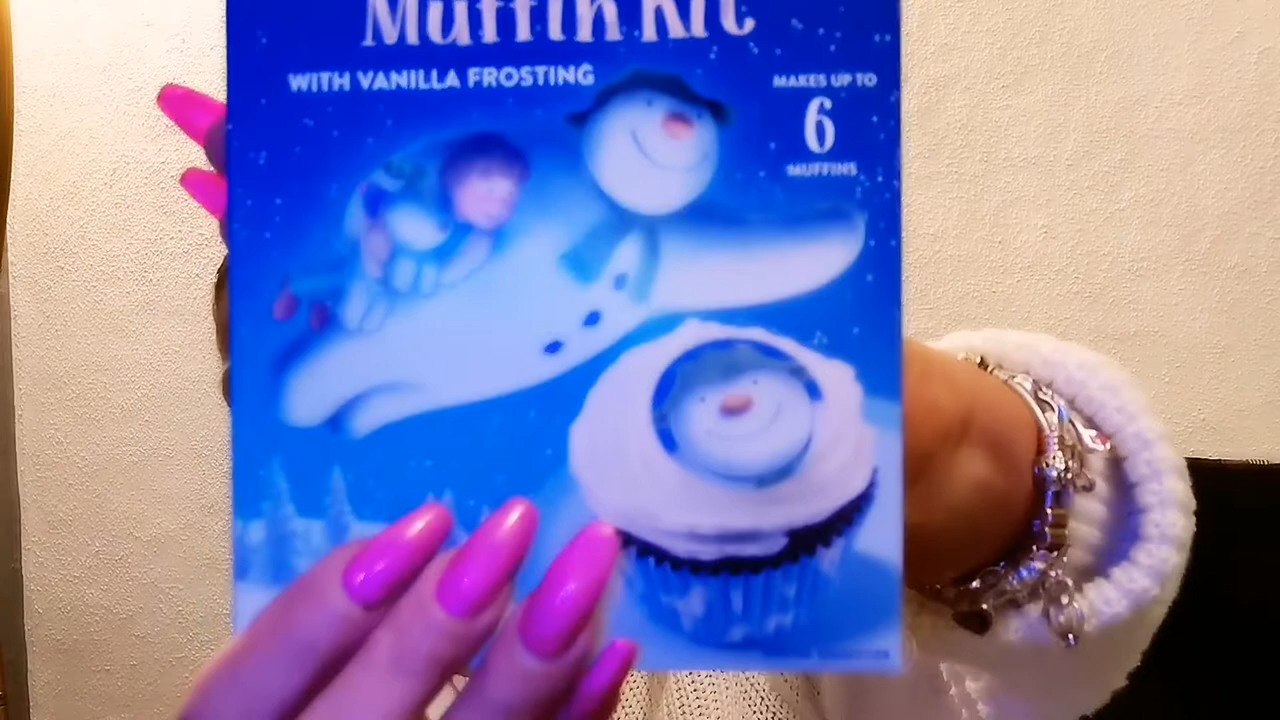 Muffin Kit
WITH VANILLA FROSTING
MAKES UP TO
6
MUFFINS